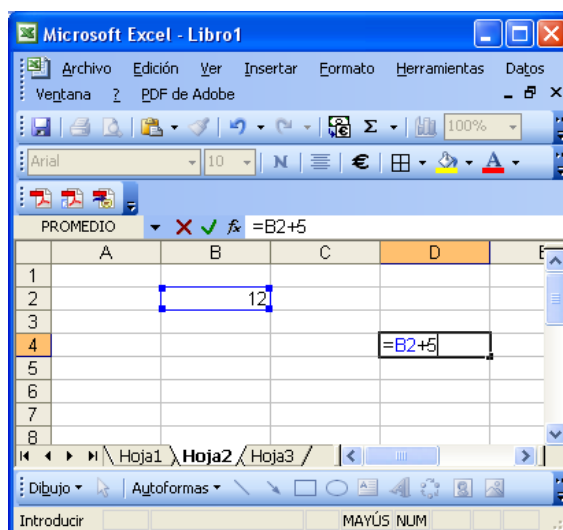 Microsoft Excel - Libro1
Archivo Edición Ver Insertar Formato Herramientas Datos
Ventana ? PDF de Adobe
Σ 100%
Arial 10 N € A
PROMEDIO fx =B2+5
A B C D E
1
2 12
3
4 =B2+5
5
6
7
8
Hoja1 Hoja2 Hoja3
Dibujo Autoformas
Introducir MAYÚS NUM